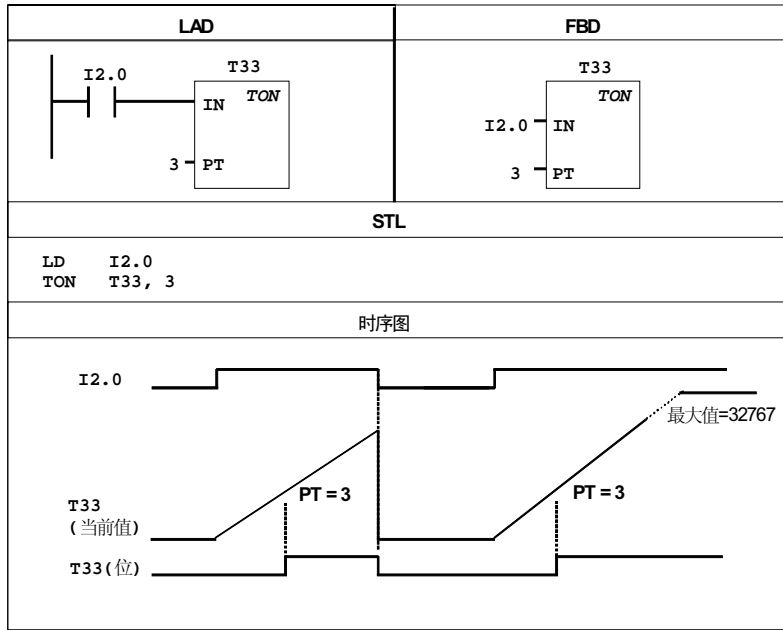 LAD
FBD
I2.0
T33
IN TON
3 PT
T33
TON
I2.0 IN
3 PT
STL
LD I2.0
TON T33, 3
时序图
I2.0
最大值=32767
PT = 3
PT = 3
T33
(当前值)
T33(位)